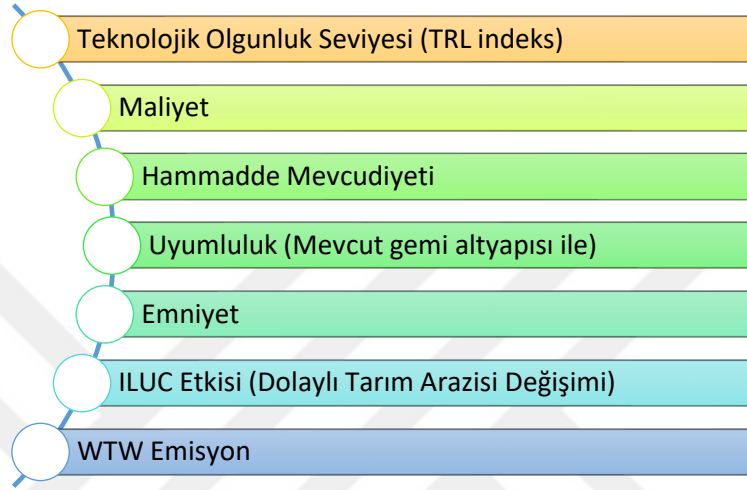 Teknolojik Olgunluk Seviyesi (TRL indeks)
Maliyet
Hammadde Mevcudiyeti
Uyumluluk (Mevcut gemi altyapısı ile)
Emniyet
ILUC Etkisi (Dolaylı Tarım Arazisi Değişimi)
WTW Emisyon